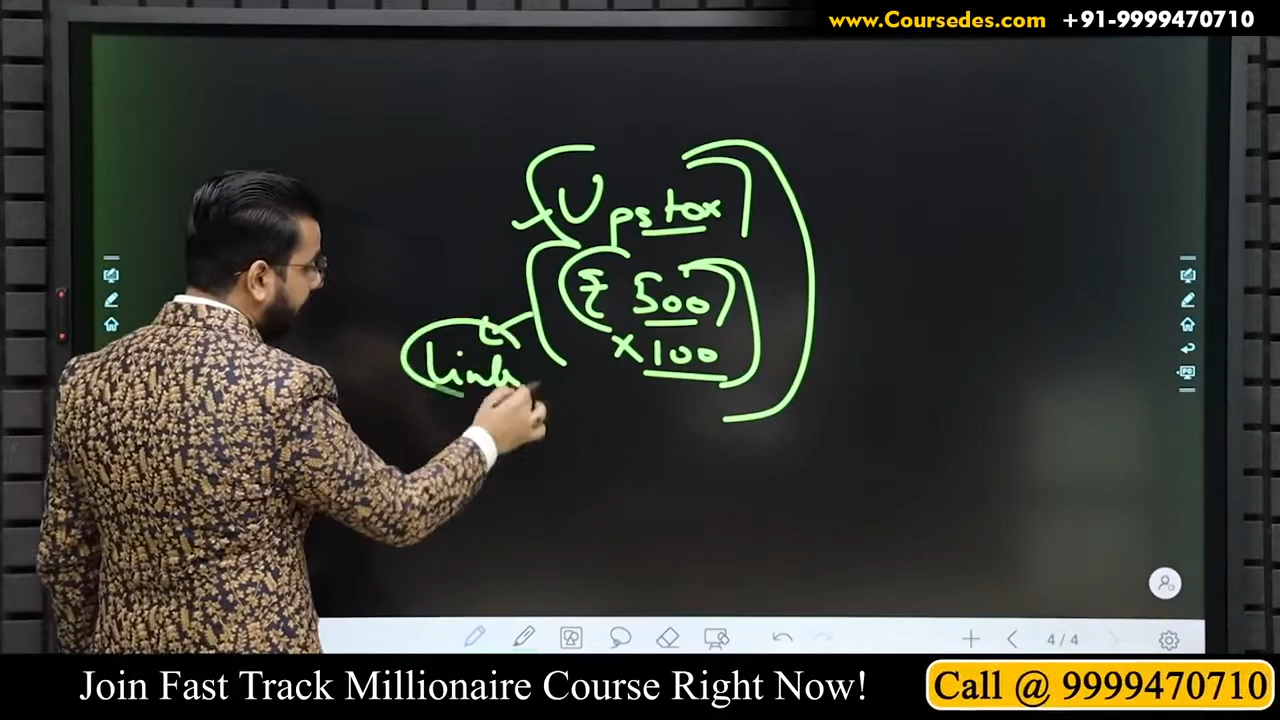 www.Coursedes.com +91-9999470710
Upstox
₹ 500
× 100
link
4/4
Join Fast Track Millionaire Course Right Now!
Call @ 9999470710